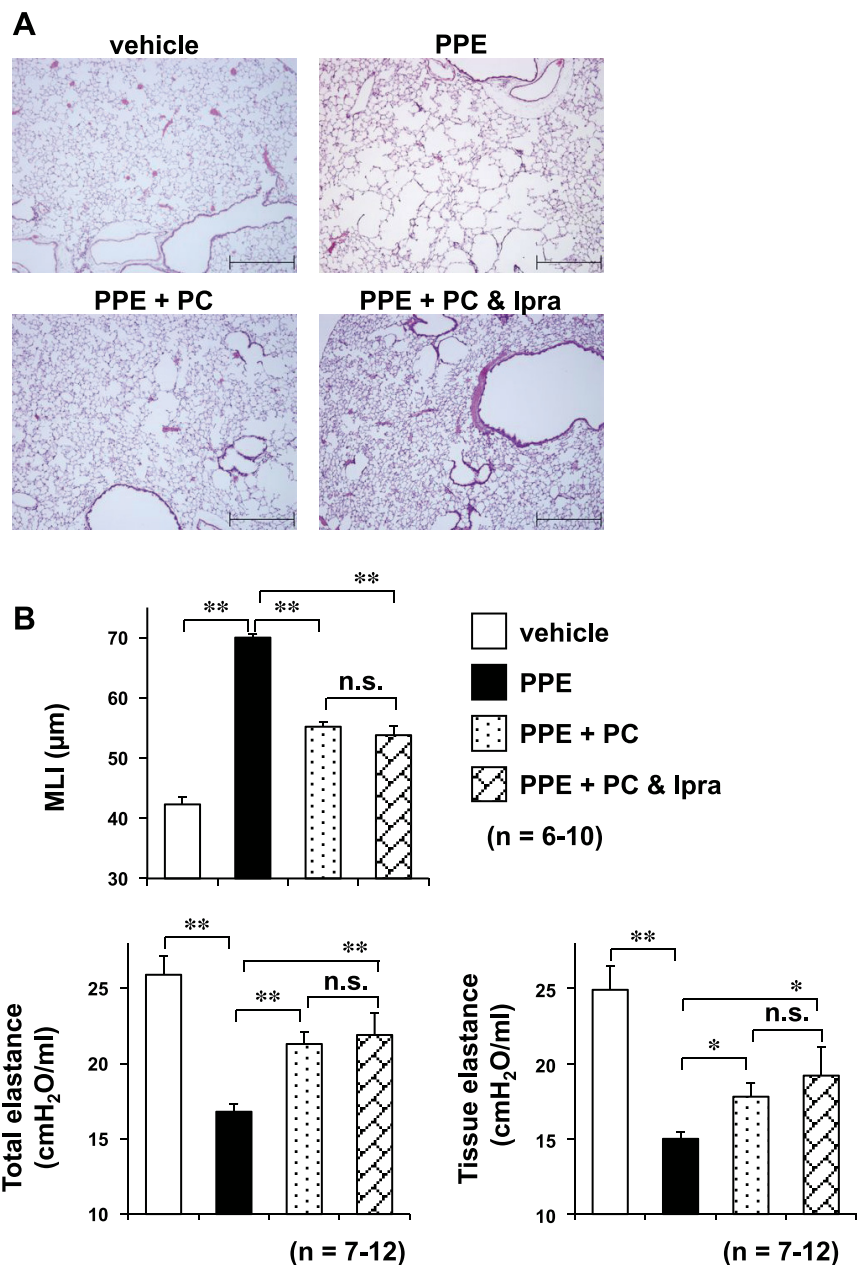 A
vehicle
PPE
PPE + PC
PPE + PC & Ipra
B
MLI (µm)
70
60
50
40
30
**
**
**
n.s.
vehicle
PPE
PPE + PC
PPE + PC & Ipra
(n = 6-10)
Total elastance
(cmH₂O/ml)
25
20
15
10
**
**
**
n.s.
(n = 7-12)
Tissue elastance
(cmH₂O/ml)
25
20
15
10
**
*
*
n.s.
(n = 7-12)